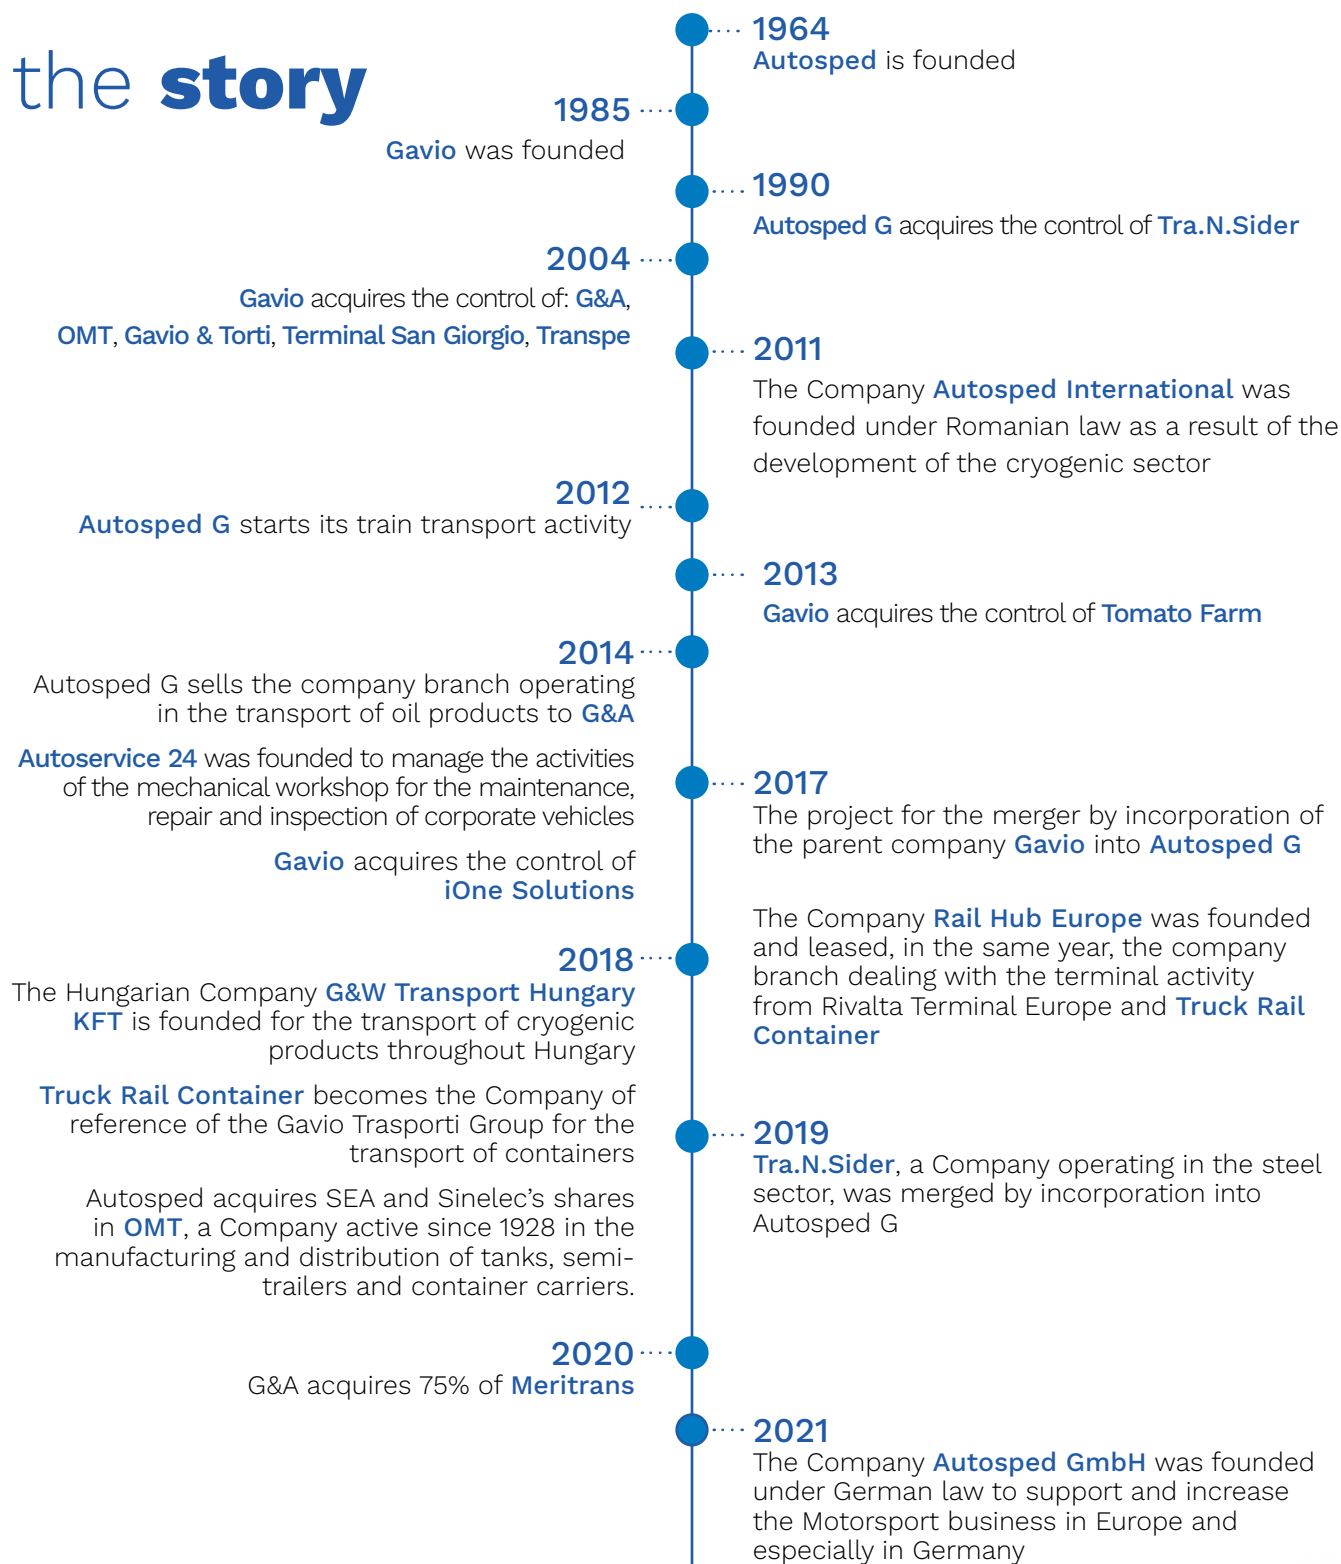 the story
1964
Autosped is founded
1985
Gavio was founded
1990
Autosped G acquires the control of Tra.N.Sider
2004
Gavio acquires the control of: G&A,
OMT, Gavio & Torti, Terminal San Giorgio, Transpe
2011
The Company Autosped International was
founded under Romanian law as a result of the
development of the cryogenic sector
2012
Autosped G starts its train transport activity
2013
Gavio acquires the control of Tomato Farm
2014
Autosped G sells the company branch operating
in the transport of oil products to G&A
Autoservice 24 was founded to manage the activities
of the mechanical workshop for the maintenance,
repair and inspection of corporate vehicles
Gavio acquires the control of
iOne Solutions
2017
The project for the merger by incorporation of
the parent company Gavio into Autosped G
The Company Rail Hub Europe was founded
and leased, in the same year, the company
branch dealing with the terminal activity
from Rivalta Terminal Europe and Truck Rail
Container
2018
The Hungarian Company G&W Transport Hungary
KFT is founded for the transport of cryogenic
products throughout Hungary
Truck Rail Container becomes the Company of
reference of the Gavio Trasporti Group for the
transport of containers
Autosped acquires SEA and Sinelec’s shares
in OMT, a Company active since 1928 in the
manufacturing and distribution of tanks, semi-
trailers and container carriers.
2019
Tra.N.Sider, a Company operating in the steel
sector, was merged by incorporation into
Autosped G
2020
G&A acquires 75% of Meritrans
2021
The Company Autosped GmbH was founded
under German law to support and increase
the Motorsport business in Europe and
especially in Germany